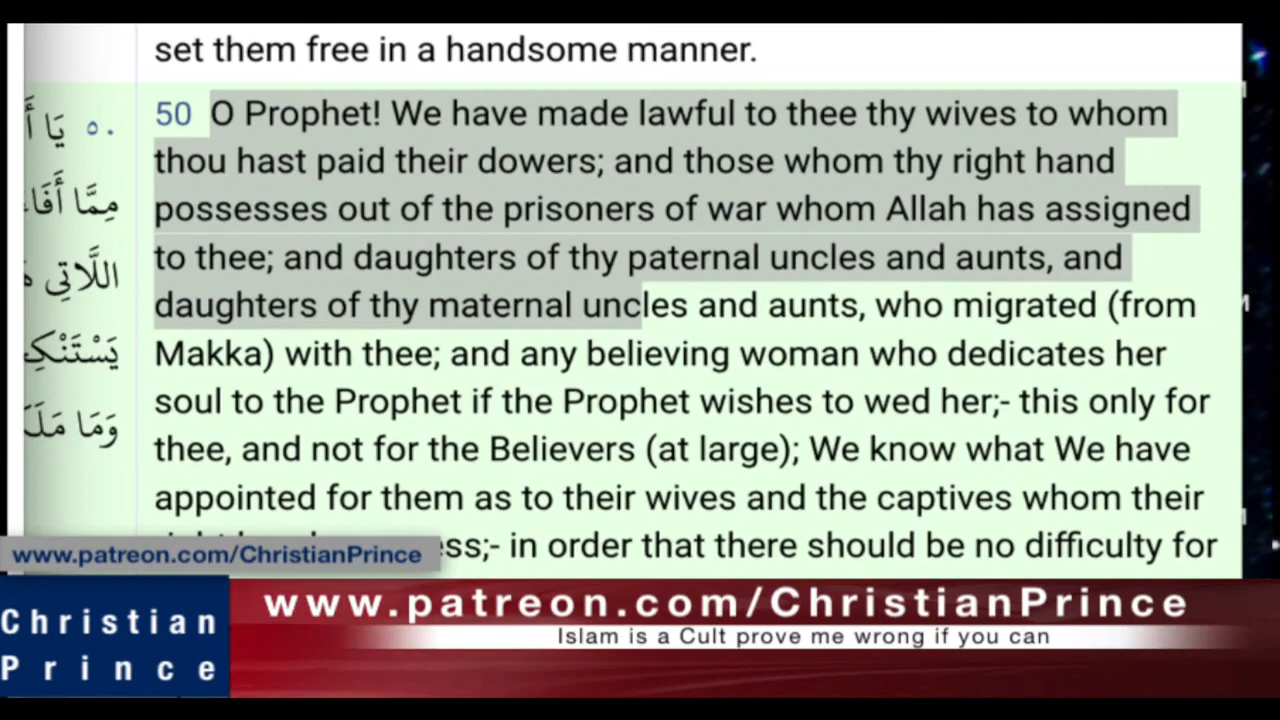 set them free in a handsome manner.
50 O Prophet! We have made lawful to thee thy wives to whom
thou hast paid their dowers; and those whom thy right hand
possesses out of the prisoners of war whom Allah has assigned
to thee; and daughters of thy paternal uncles and aunts, and
daughters of thy maternal uncles and aunts, who migrated (from
Makka) with thee; and any believing woman who dedicates her
soul to the Prophet if the Prophet wishes to wed her;- this only for
thee, and not for the Believers (at large); We know what We have
appointed for them as to their wives and the captives whom their
in order that there should be no difficulty for
٥٠ يَا
مِمَّا
اللَّاتِي
وَمَا
www.patreon.com/ChristianPrince
www.patreon.com/ChristianPrince
Islam is a Cult prove me wrong if you can
Christian
Prince